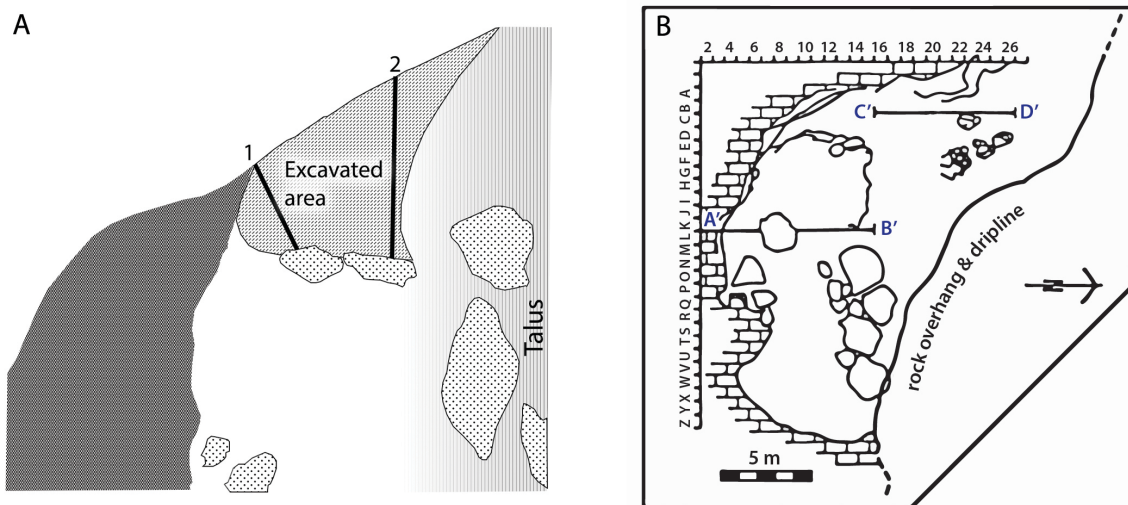 A
1
2
Excavated
area
Talus
B
2 4 6 8 10 12 14 16 18 20 22 24 26
Z Y X W V U T S R Q P O N M L K J I H G F E D C B A
C' D'
A' B'
rock overhang & dripline
N
5 m